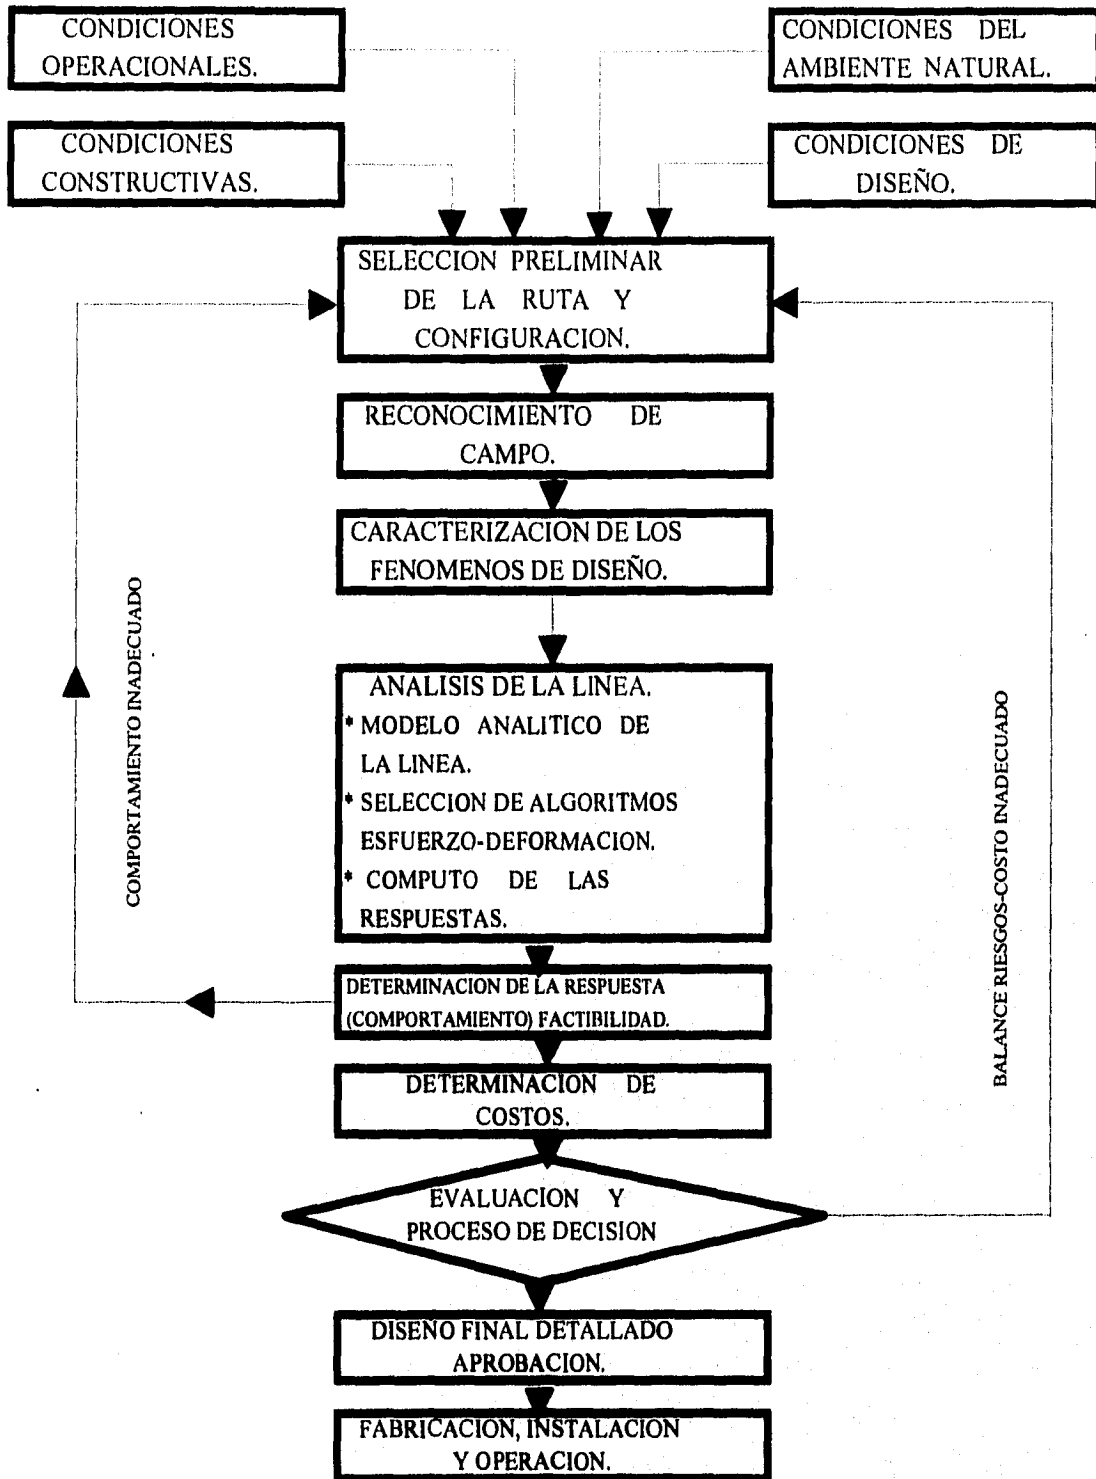 CONDICIONES
OPERACIONALES.
CONDICIONES DEL
AMBIENTE NATURAL.
CONDICIONES
CONSTRUCTIVAS.
CONDICIONES DE
DISEÑO.
SELECCION PRELIMINAR
DE LA RUTA Y
CONFIGURACION.
RECONOCIMIENTO DE
CAMPO.
CARACTERIZACION DE LOS
FENOMENOS DE DISEÑO.
ANALISIS DE LA LINEA.
* MODELO ANALITICO DE
LA LINEA.
* SELECCION DE ALGORITMOS
ESFUERZO-DEFORMACION.
* COMPUTO DE LAS
RESPUESTAS.
COMPORTAMIENTO INADECUADO
BALANCE RIESGOS-COSTO INADECUADO
DETERMINACION DE LA RESPUESTA
(COMPORTAMIENTO) FACTIBILIDAD.
DETERMINACION DE
COSTOS.
EVALUACION Y
PROCESO DE DECISION
DISEÑO FINAL DETALLADO
APROBACION.
FABRICACION, INSTALACION
Y OPERACION.